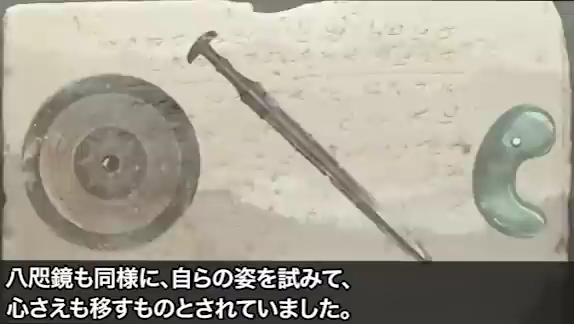 八咫鏡も同様に、自らの姿を試みて、
心さえも移すものとされていました。